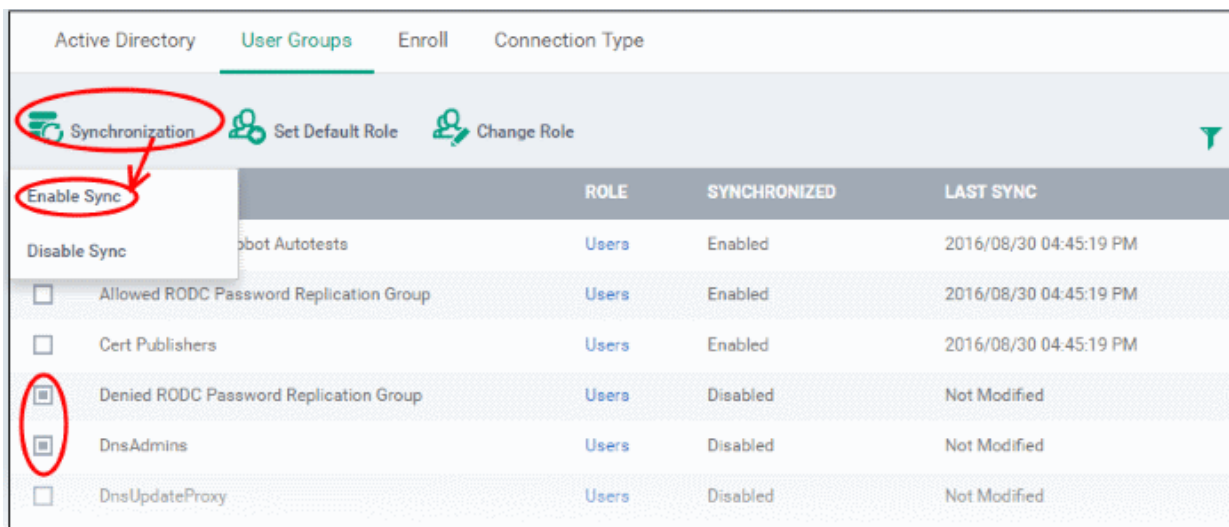 Active Directory User Groups Enroll Connection Type
Synchronization Set Default Role Change Role
Enable Sync ROLE SYNCHRONIZED LAST SYNC
Disable Sync Autotests Users Enabled 2016/08/30 04:45:19 PM
Allowed RODC Password Replication Group Users Enabled 2016/08/30 04:45:19 PM
Cert Publishers Users Enabled 2016/08/30 04:45:19 PM
Denied RODC Password Replication Group Users Disabled Not Modified
DnsAdmins Users Disabled Not Modified
DnsUpdateProxy Users Disabled Not Modified